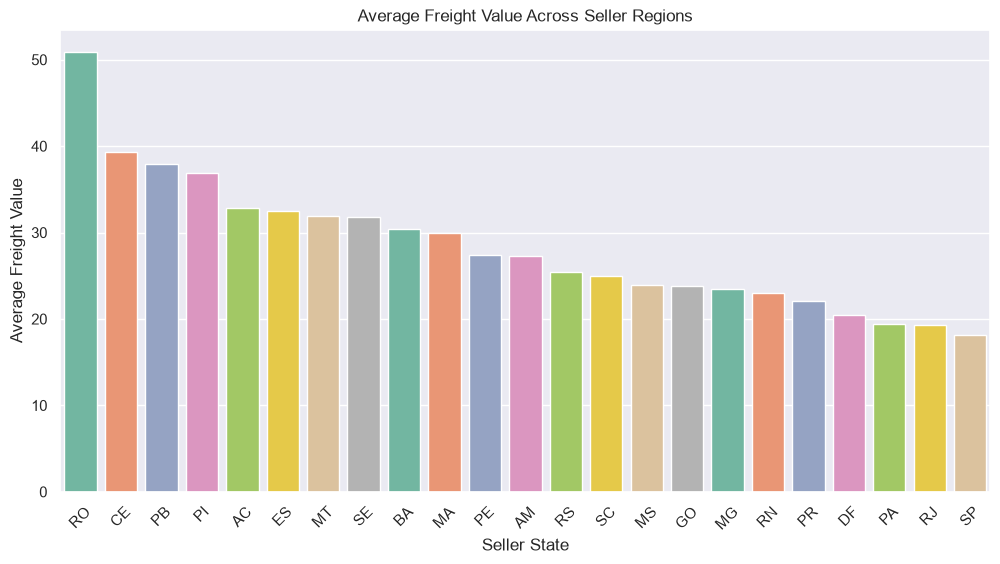 Average Freight Value Across Seller Regions
Average Freight Value
50
40
30
20
10
0
RO CE PB PI AC ES MT SE BA MA PE AM RS SC MS GO MG RN PR DF PA RJ SP
Seller State